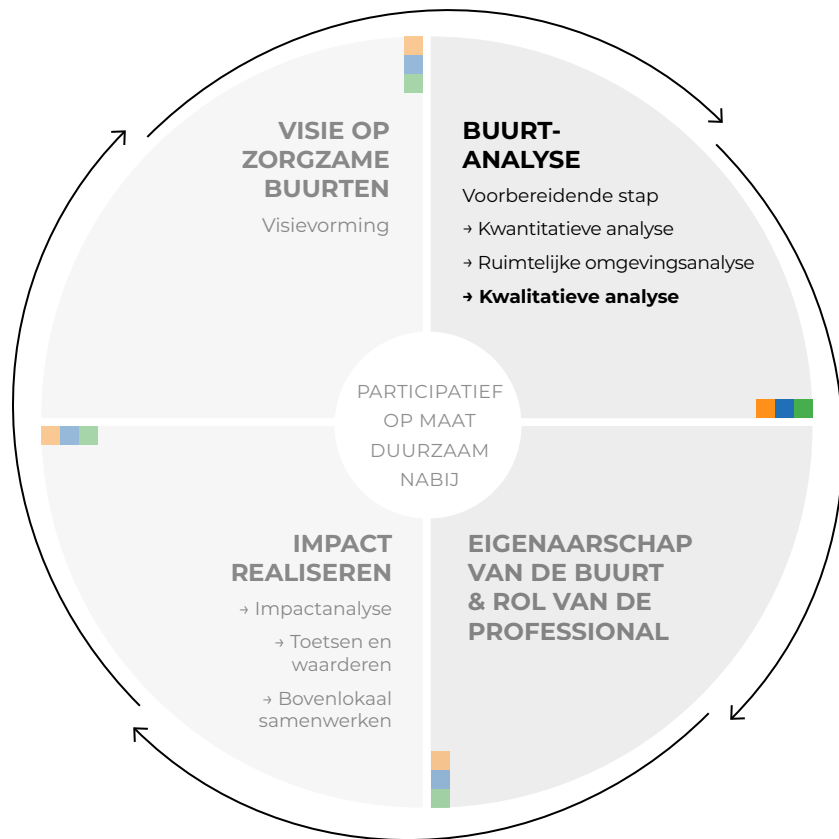 VISIE OP
ZORGZAME
BUURTEN
Visievorming
BUURT-
ANALYSE
Voorbereidende stap
→ Kwantitatieve analyse
→ Ruimtelijke omgevingsanalyse
→ Kwalitatieve analyse
PARTICIPATIEF
OP MAAT
DUURZAAM
NABIJ
IMPACT
REALISEREN
→ Impactanalyse
→ Toetsen en
waarderen
→ Bovenlokaal
samenwerken
EIGENAARSCHAP
VAN DE BUURT
& ROL VAN DE
PROFESSIONAL